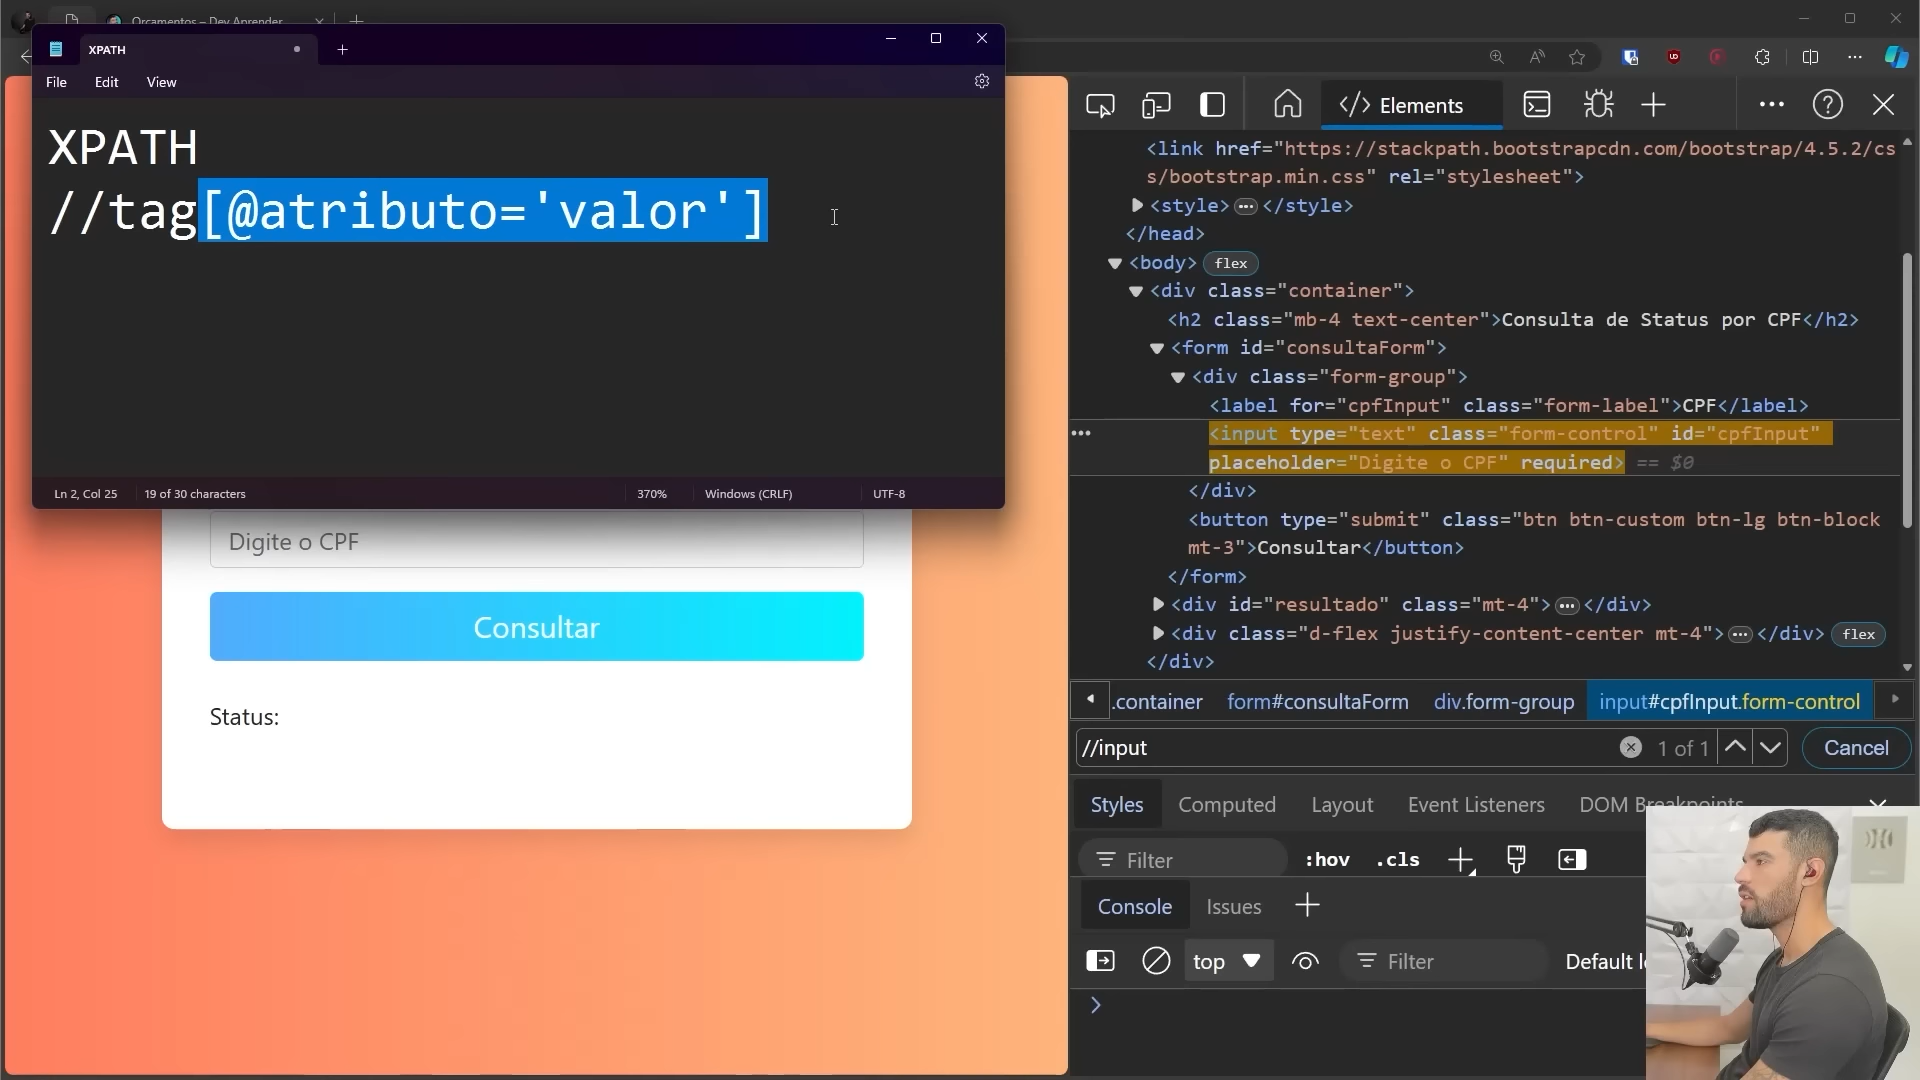 Orcamentos – Dev Aprender
XPATH
File Edit View
XPATH
//tag[@atributo='valor']
Ln 2, Col 25 19 of 30 characters 370% Windows (CRLF) UTF-8
Digite o CPF
Consultar
Status:
Elements
<link href="https://stackpath.bootstrapcdn.com/bootstrap/4.5.2/cs
s/bootstrap.min.css" rel="stylesheet">
<style> ••• </style>
</head>
<body> flex
<div class="container">
<h2 class="mb-4 text-center">Consulta de Status por CPF</h2>
<form id="consultaForm">
<div class="form-group">
<label for="cpfInput" class="form-label">CPF</label>
••• <input type="text" class="form-control" id="cpfInput"
placeholder="Digite o CPF" required> == $0
</div>
<button type="submit" class="btn btn-custom btn-lg btn-block
mt-3">Consultar</button>
</form>
<div id="resultado" class="mt-4"> ••• </div>
<div class="d-flex justify-content-center mt-4"> ••• </div> flex
</div>
.container form#consultaForm div.form-group input#cpfInput.form-control
//input 1 of 1 Cancel
Styles Computed Layout Event Listeners DOM Breakpoints
Filter :hov .cls
Console Issues
top Filter Default